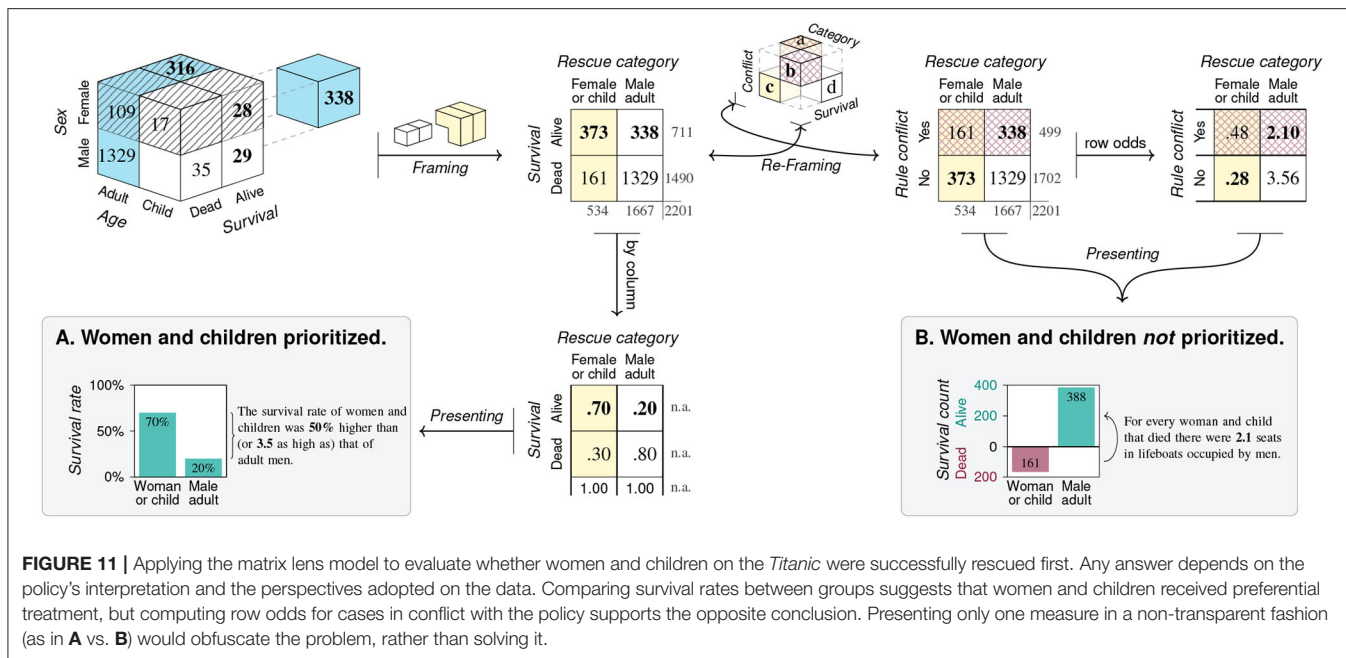 Sex
Female
Male
316
109
17
28
1329
35
29
Adult
Child
Dead
Alive
Age
Survival
338
Framing
Rescue category
Female or child
Male adult
Survival
Alive
373
338
711
Dead
161
1329
1490
534
1667
2201
Category
Conflict
Survival
a
b
c
d
Re-Framing
Rescue category
Female or child
Male adult
Rule conflict
Yes
161
338
499
No
373
1329
1702
534
1667
2201
row odds
Rescue category
Female or child
Male adult
Rule conflict
Yes
.48
2.10
No
.28
3.56
by column
Presenting
A. Women and children prioritized.
Survival rate
100%
50%
0%
70%
20%
Woman or child
Male adult
The survival rate of women and
children was 50% higher than
(or 3.5 as high as) that of
adult men.
Presenting
Rescue category
Female or child
Male adult
Survival
Alive
.70
.20
n.a.
Dead
.30
.80
n.a.
1.00
1.00
n.a.
B. Women and children not prioritized.
Survival count
Dead
Alive
400
200
0
200
388
161
Woman or child
Male adult
For every woman and child
that died there were 2.1 seats
in lifeboats occupied by men.
FIGURE 11 | Applying the matrix lens model to evaluate whether women and children on the Titanic were successfully rescued first. Any answer depends on the
policy's interpretation and the perspectives adopted on the data. Comparing survival rates between groups suggests that women and children received preferential
treatment, but computing row odds for cases in conflict with the policy supports the opposite conclusion. Presenting only one measure in a non-transparent fashion
(as in A vs. B) would obfuscate the problem, rather than solving it.